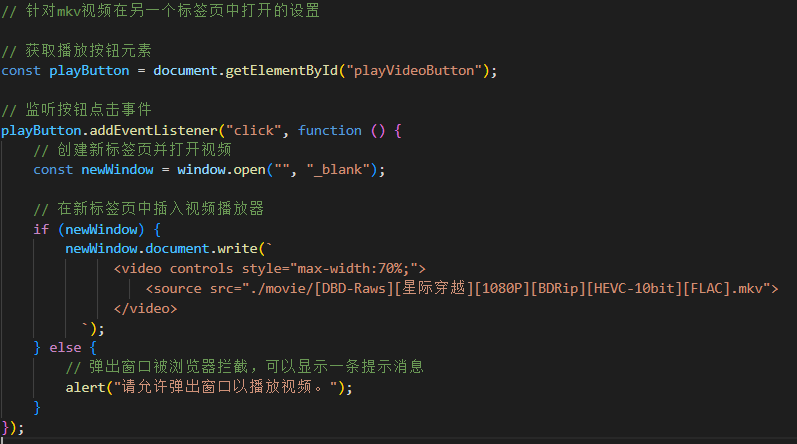 // 针对mkv视频在另一个标签页中打开的设置
// 获取播放按钮元素
const playButton = document.getElementById("playVideoButton");
// 监听按钮点击事件
playButton.addEventListener("click", function () {
// 创建新标签页并打开视频
const newWindow = window.open("", "_blank");
// 在新标签页中插入视频播放器
if (newWindow) {
newWindow.document.write(`
<video controls style="max-width:70%;">
<source src="./movie/[DBD-Raws][星际穿越][1080P][BDRip][HEVC-10bit][FLAC].mkv">
</video>
`);
} else {
// 弹出窗口被浏览器拦截，可以显示一条提示消息
alert("请允许弹出窗口以播放视频。");
}
});